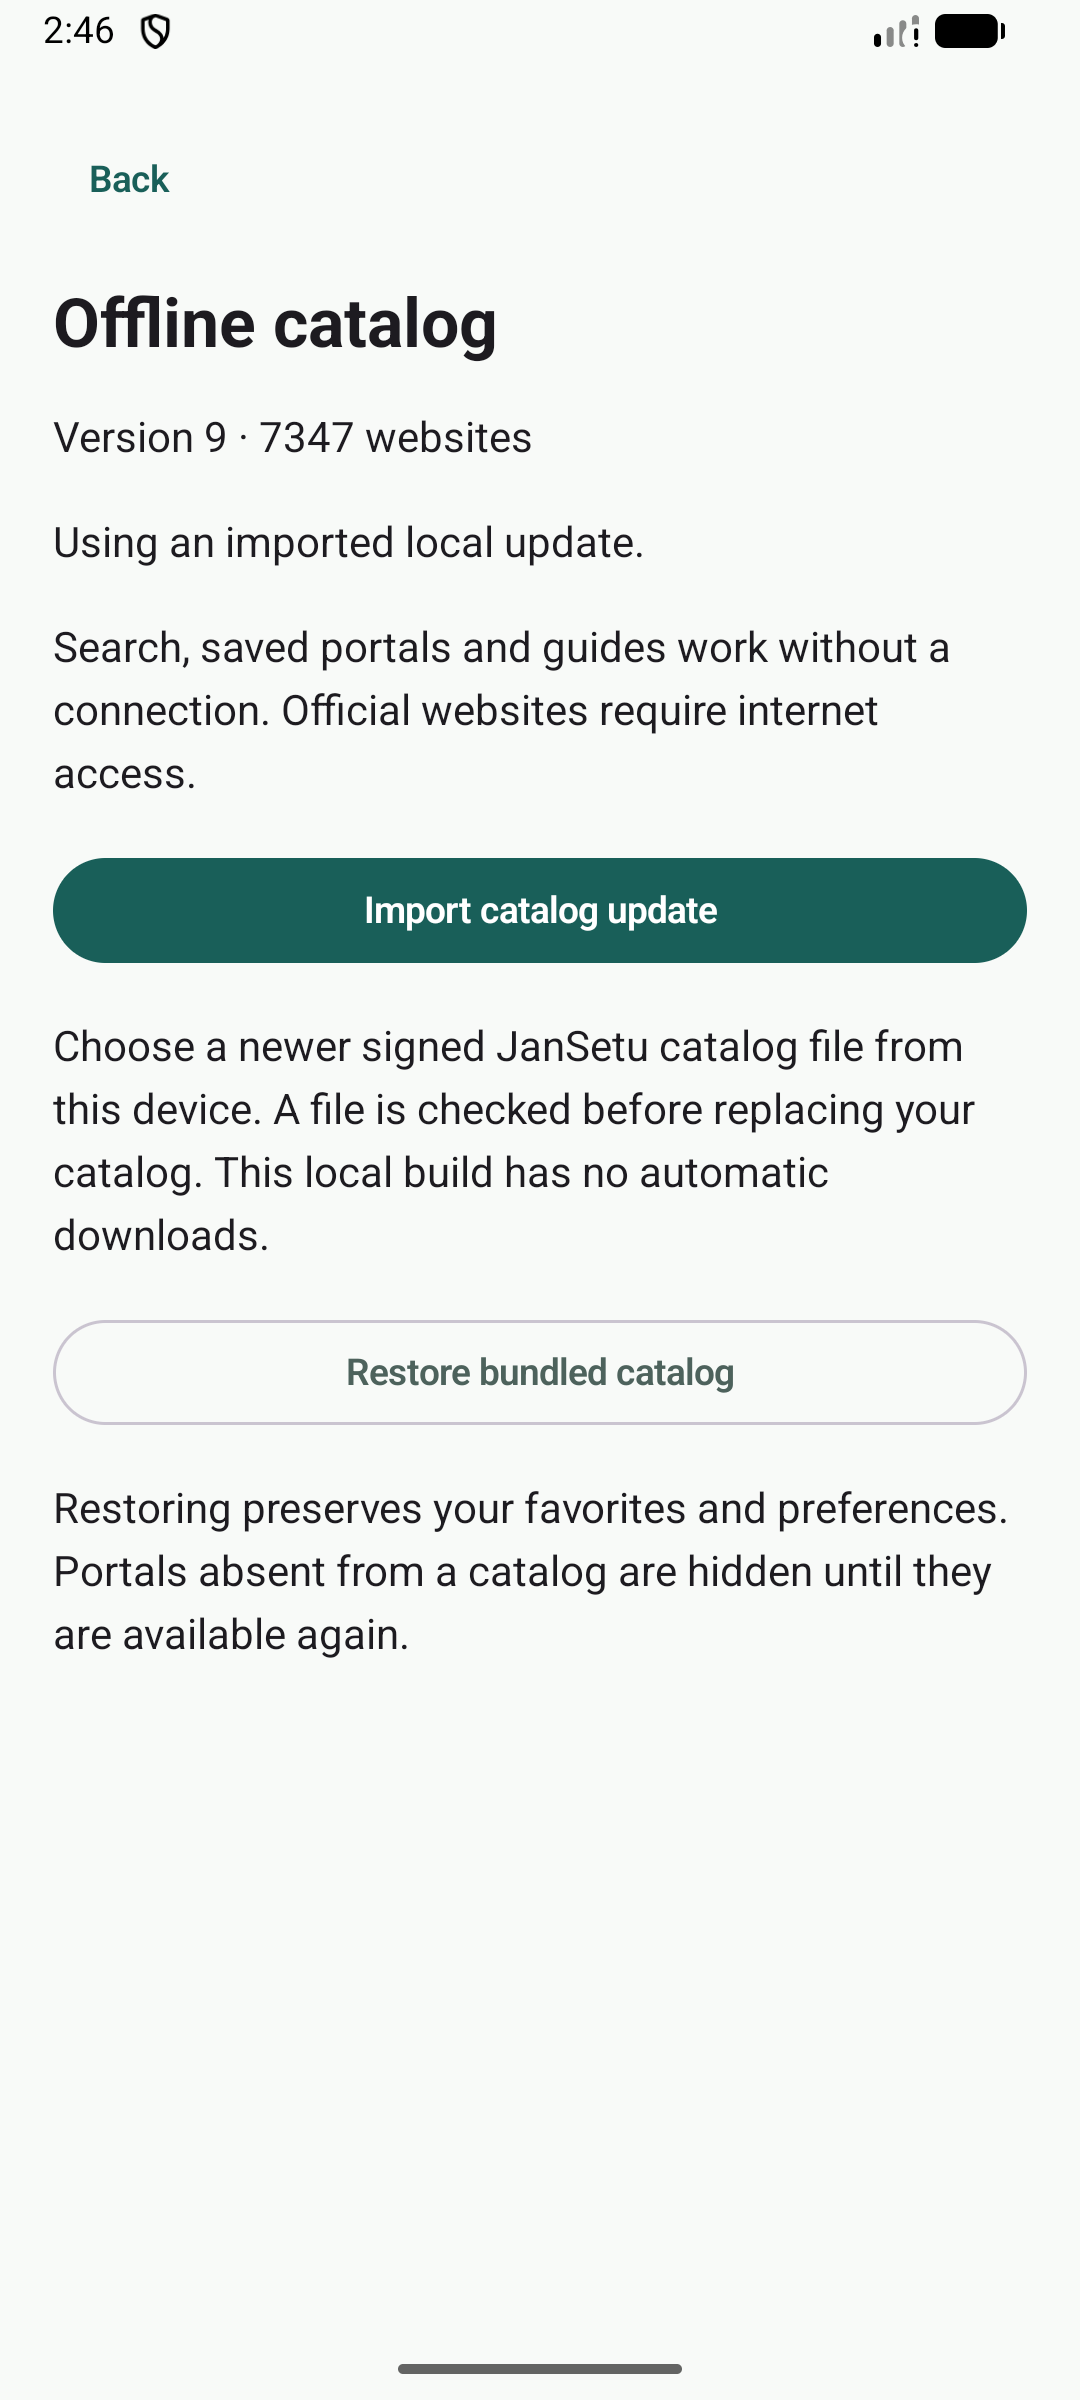 2:46
Back
Offline catalog
Version 9 · 7347 websites
Using an imported local update.
Search, saved portals and guides work without a
connection. Official websites require internet
access.
Import catalog update
Choose a newer signed JanSetu catalog file from
this device. A file is checked before replacing your
catalog. This local build has no automatic
downloads.
Restore bundled catalog
Restoring preserves your favorites and preferences.
Portals absent from a catalog are hidden until they
are available again.